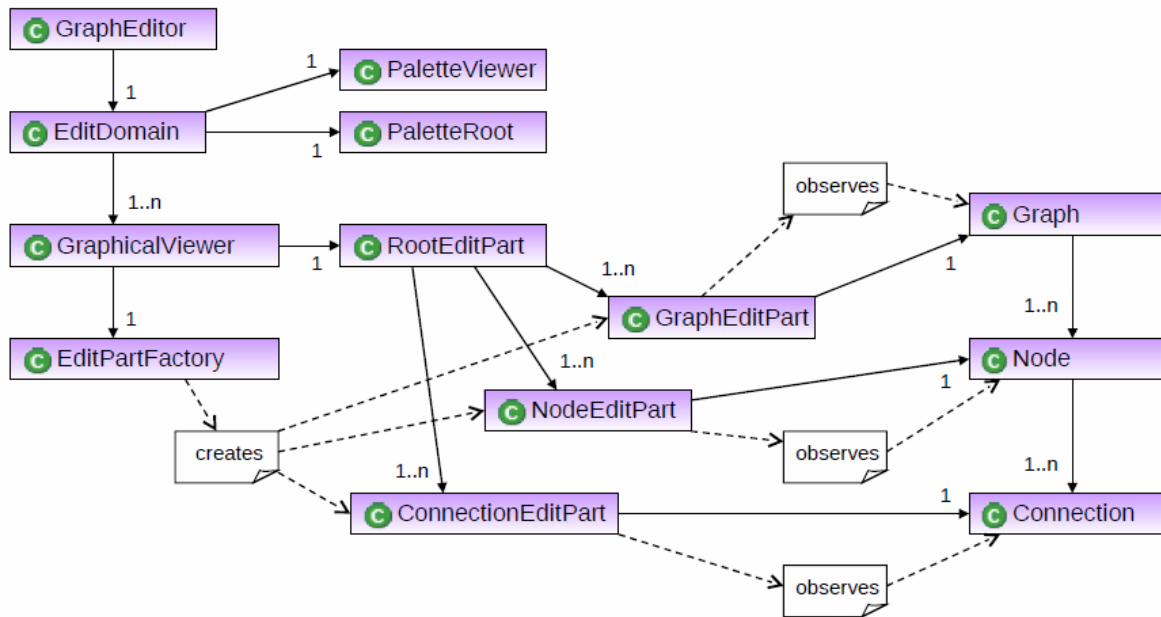 C GraphEditor
1
1
C PaletteViewer
C EditDomain
1
C PaletteRoot
1..n
observes
C Graph
C GraphicalViewer
1
C RootEditPart
1..n
1
C GraphEditPart
1..n
1
C EditPartFactory
1..n
C Node
1
C NodeEditPart
creates
observes
1..n
1..n
1
C ConnectionEditPart
C Connection
observes